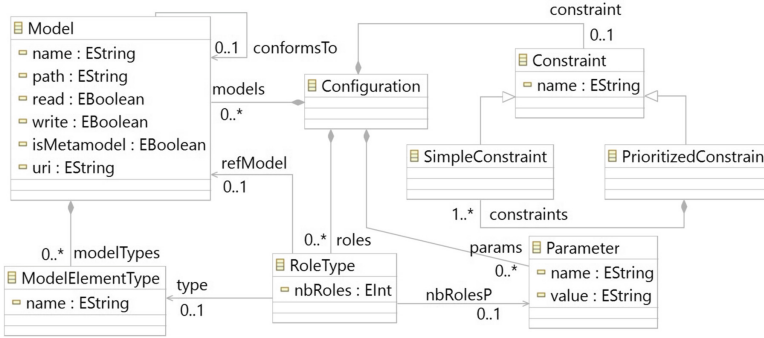 Model
name : EString
path : EString
read : EBoolean
write : EBoolean
isMetamodel : EBoolean
uri : EString
0..1
conformsTo
constraint
0..1
Constraint
name : EString
models
0..*
Configuration
SimpleConstraint
PrioritizedConstrain
refModel
0..1
1..*
constraints
0..*
modelTypes
0..*
roles
params
0..*
ModelElementType
name : EString
type
0..1
RoleType
nbRoles : EInt
nbRolesP
0..1
Parameter
name : EString
value : EString